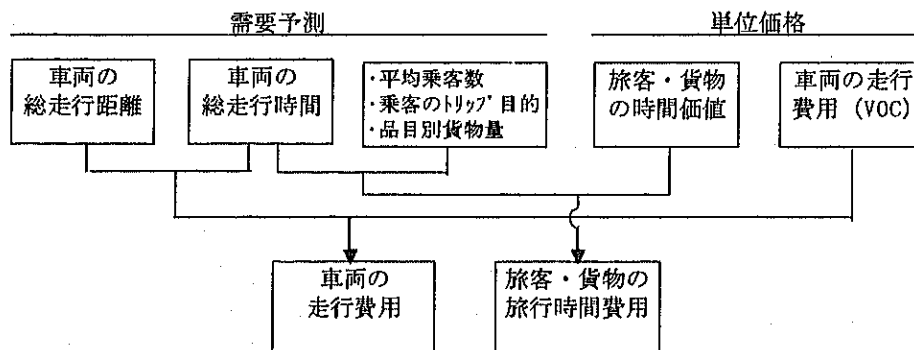 需要予測
単位価格
車両の
総走行距離
車両の
総走行時間
・平均乗客数
・乗客のﾄﾘｯﾌﾟ目的
・品目別貨物量
旅客・貨物
の時間価値
車両の走行
費用 (VOC)
車両の
走行費用
旅客・貨物の
旅行時間費用